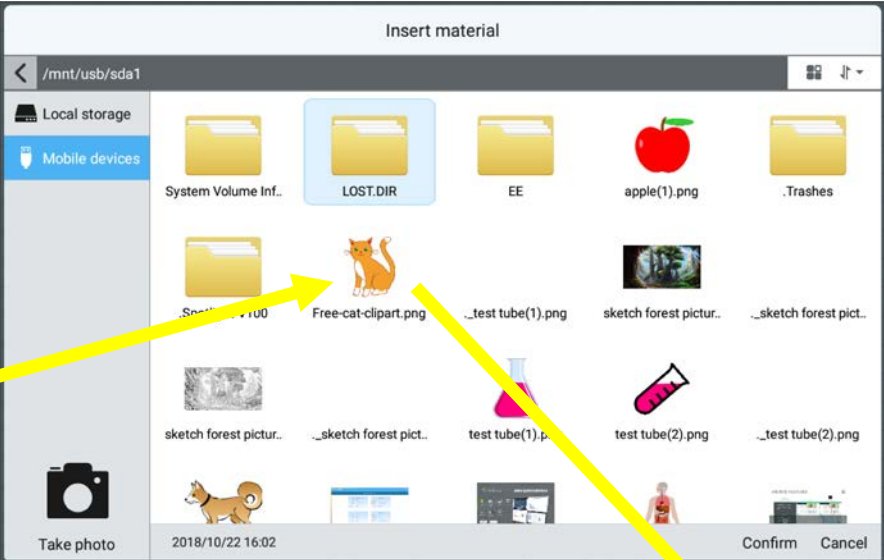 Insert material
/mnt/usb/sda1
Local storage
Mobile devices
System Volume Inf..
LOST.DIR
EE
apple(1).png
.Trashes
V100
Free-cat-clipart.png
._test tube(1).png
sketch forest pictur..
._sketch forest pict..
sketch forest pictur..
._sketch forest pict..
test tube(1).p
test tube(2).png
._test tube(2).png
Take photo
2018/10/22 16:02
Confirm
Cancel